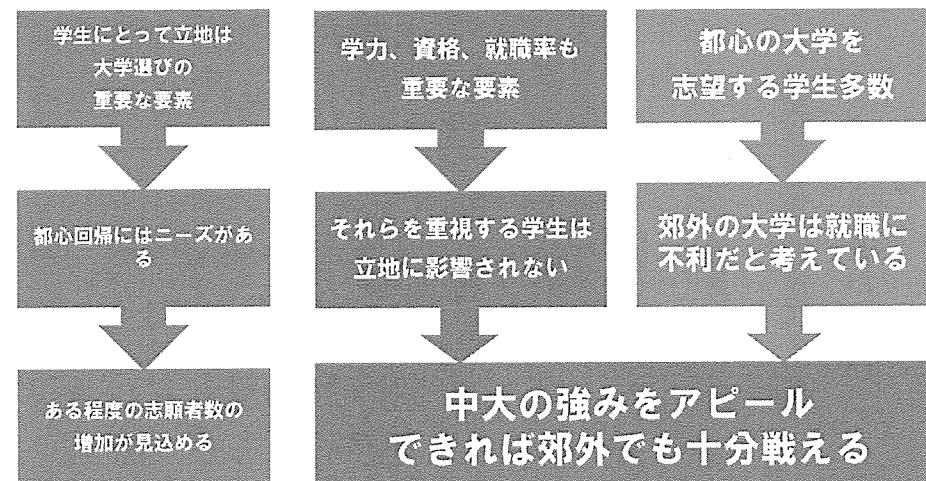 学生にとって立地は
大学選びの
重要な要素
都心回帰にはニーズがあ
る
ある程度の志願者数の
増加が見込める
学力、資格、就職率も
重要な要素
それらを重視する学生は
立地に影響されない
都心の大学を
志望する学生多数
郊外の大学は就職に
不利だと考えている
中大の強みをアピール
できれば郊外でも十分戦える